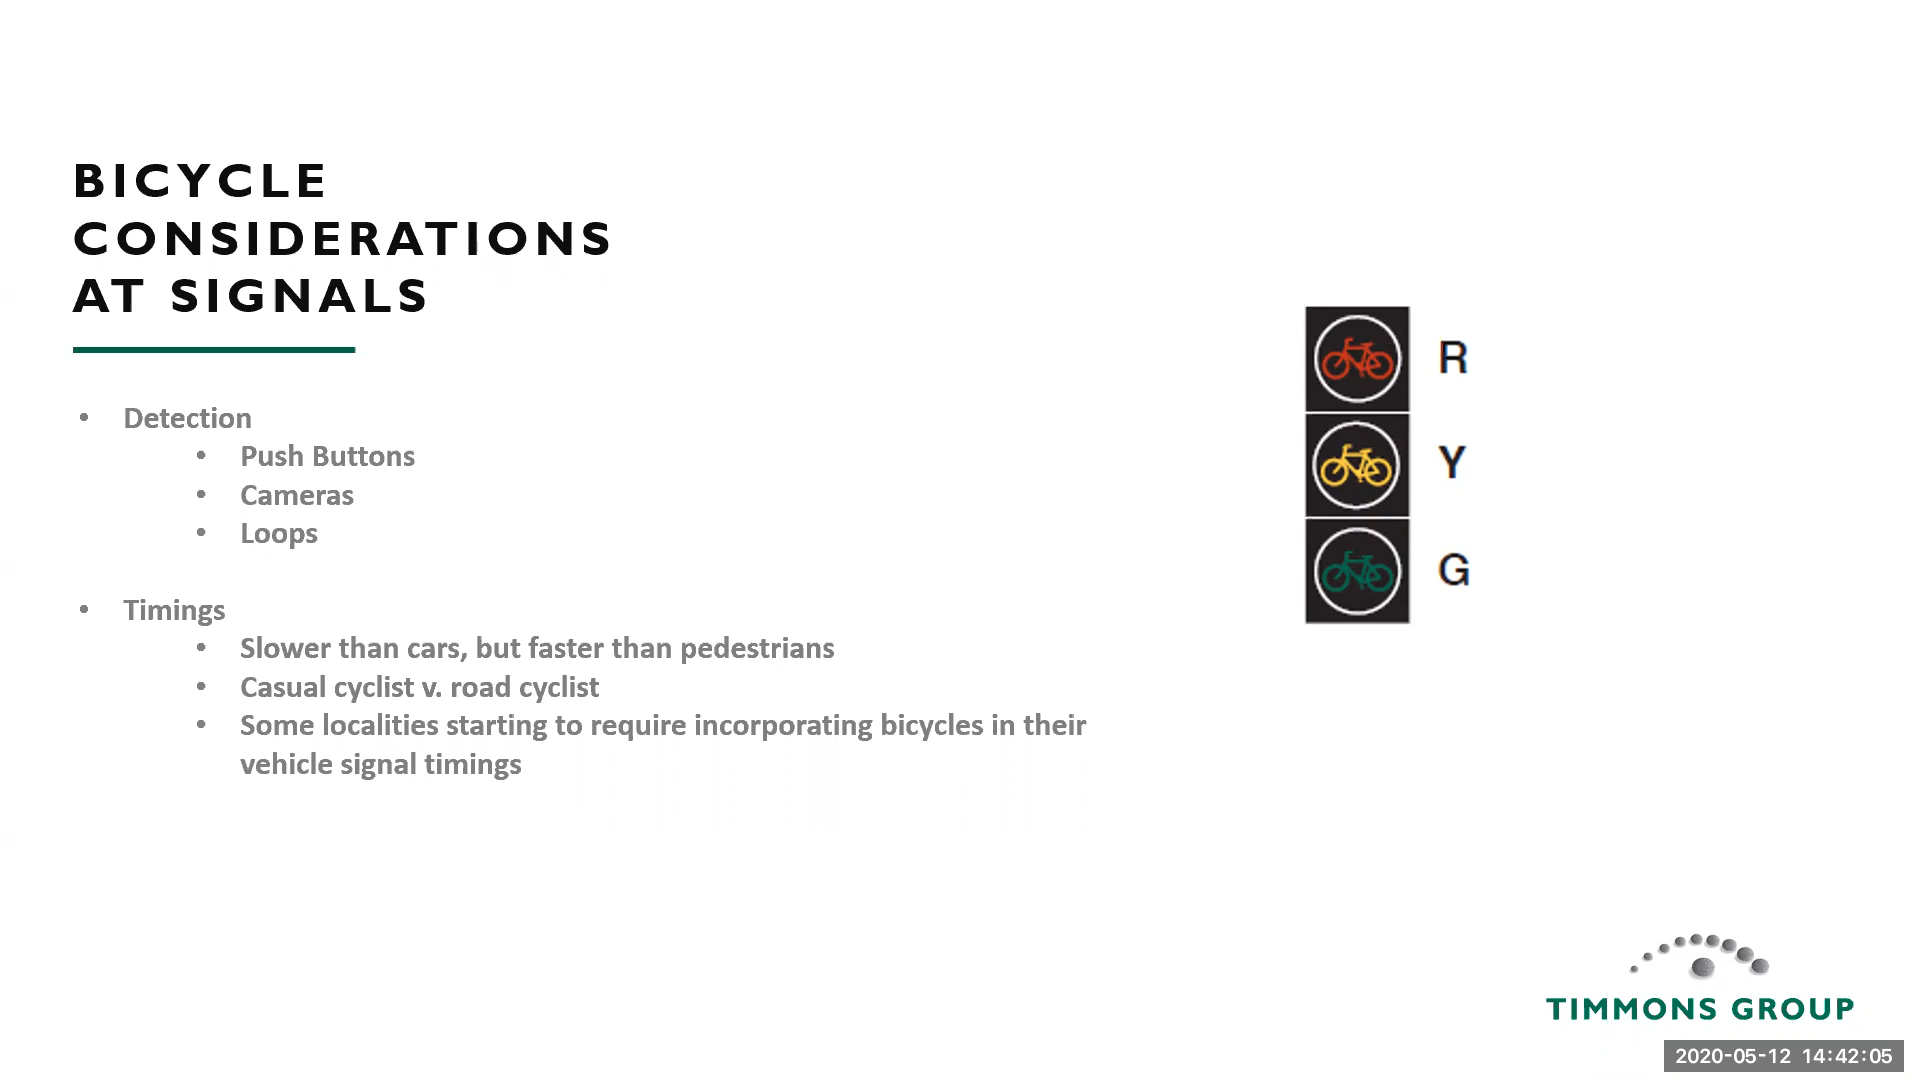 BICYCLE
CONSIDERATIONS
AT SIGNALS
• Detection
• Push Buttons
• Cameras
• Loops
• Timings
• Slower than cars, but faster than pedestrians
• Casual cyclist v. road cyclist
• Some localities starting to require incorporating bicycles in their
vehicle signal timings
R
Y
G
TIMMONS GROUP
2020-05-12 14:42:05